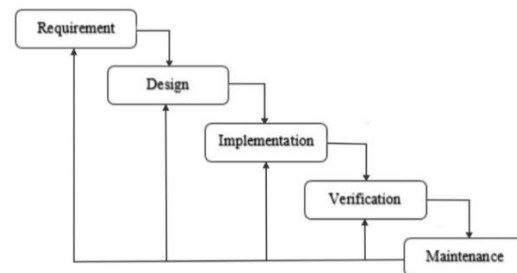 Requirement
Design
Implementation
Verification
Maintenance